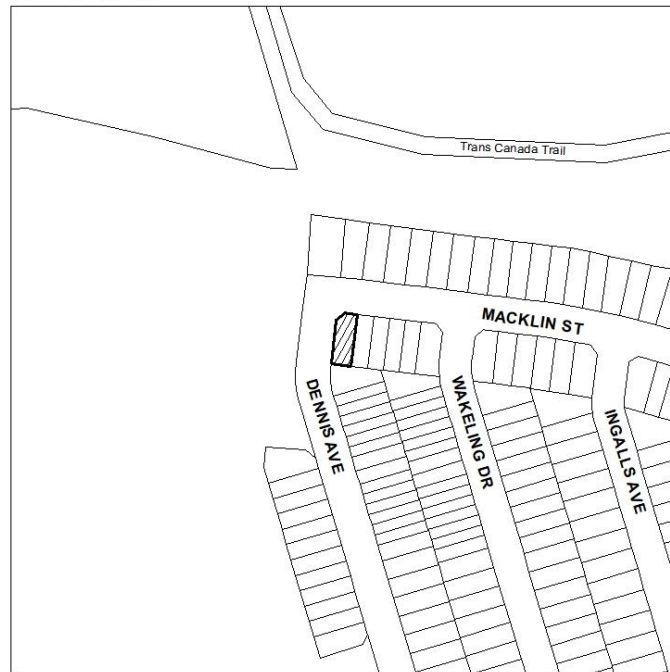 Trans Canada Trail
MACKLIN ST
DENNIS AVE
WAKELING DR
INGALLS AVE